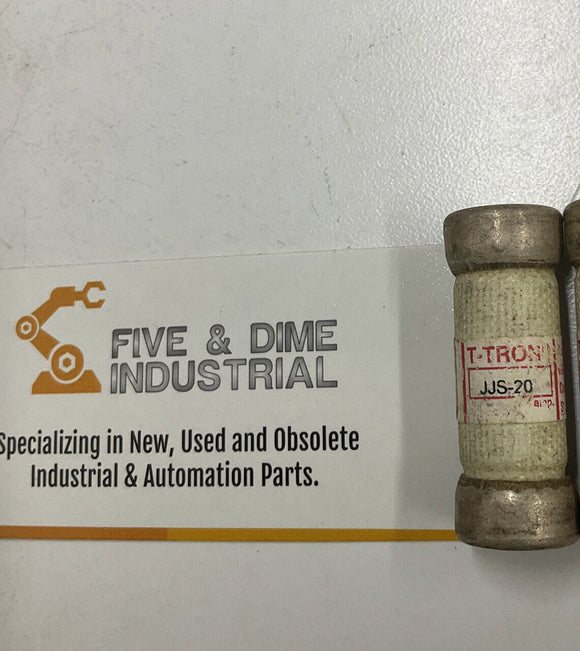 FIVE & DIME
INDUSTRIAL
Specializing in New, Used and Obsolete
Industrial & Automation Parts.
T-TRON
JJS-20
amp.